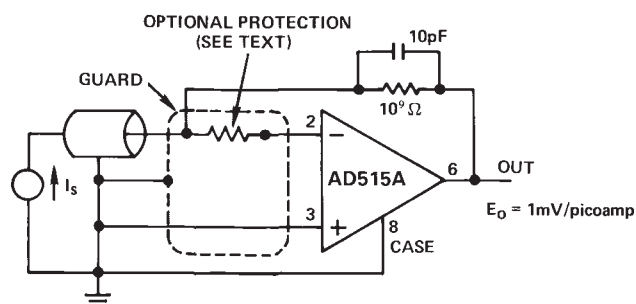 OPTIONAL PROTECTION
(SEE TEXT)
10pF
GUARD
10⁹ Ω
2
–
AD515A
6
OUT
I_S
E_O = 1mV/picoamp
3
+
8
CASE